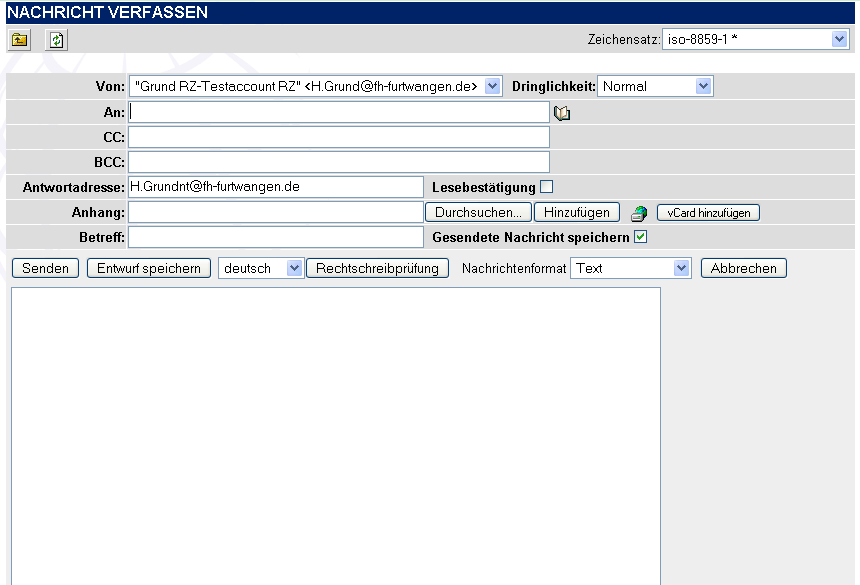 NACHRICHT VERFASSEN
Zeichensatz: iso-8859-1 *
Von: "Grund RZ-Testaccount RZ" <H.Grund@fh-furtwangen.de> Dringlichkeit: Normal
An:
CC:
BCC:
Antwortadresse: H.Grundnt@fh-furtwangen.de Lesebestätigung
Anhang: Durchsuchen... Hinzufügen vCard hinzufügen
Betreff: Gesendete Nachricht speichern
Senden Entwurf speichern deutsch Rechtschreibprüfung Nachrichtenformat Text Abbrechen